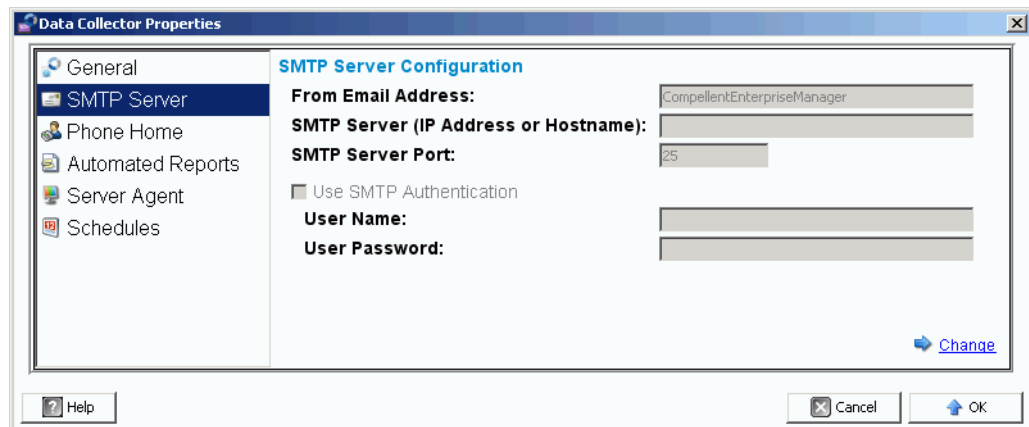 Data Collector Properties
General
SMTP Server
Phone Home
Automated Reports
Server Agent
Schedules
SMTP Server Configuration
From Email Address: CompellentEnterpriseManager
SMTP Server (IP Address or Hostname):
SMTP Server Port: 25
Use SMTP Authentication
User Name:
User Password:
Change
Help
Cancel
OK